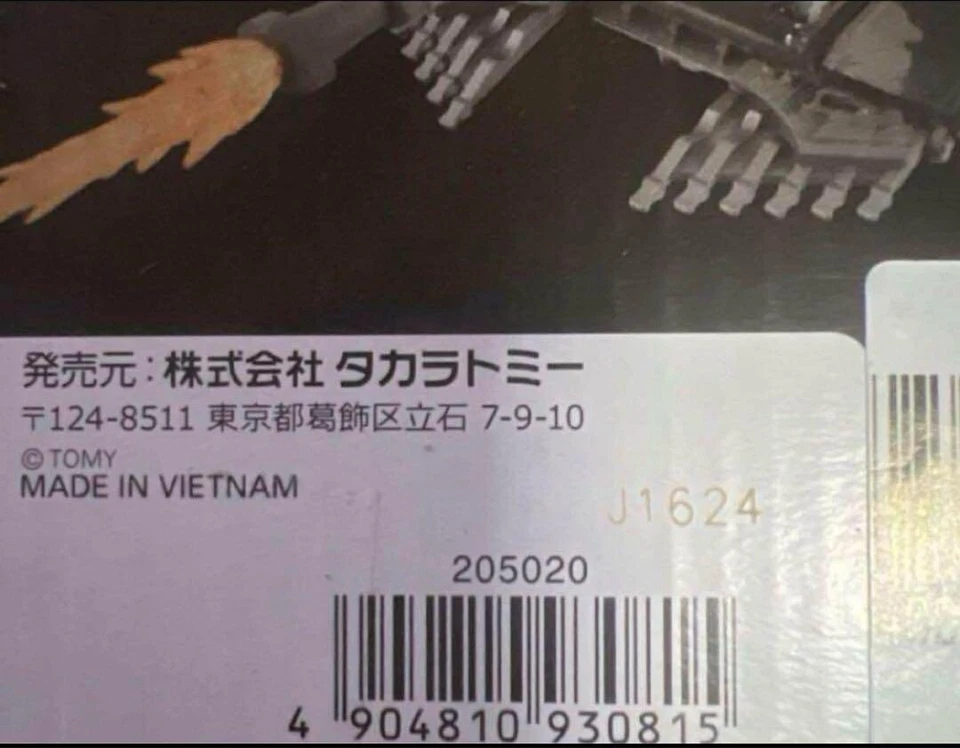 発売元：株式会社 タカラトミー
〒124-8511 東京都葛飾区立石 7-9-10
© TOMY
MADE IN VIETNAM
J1624
205020
4 904810 930815